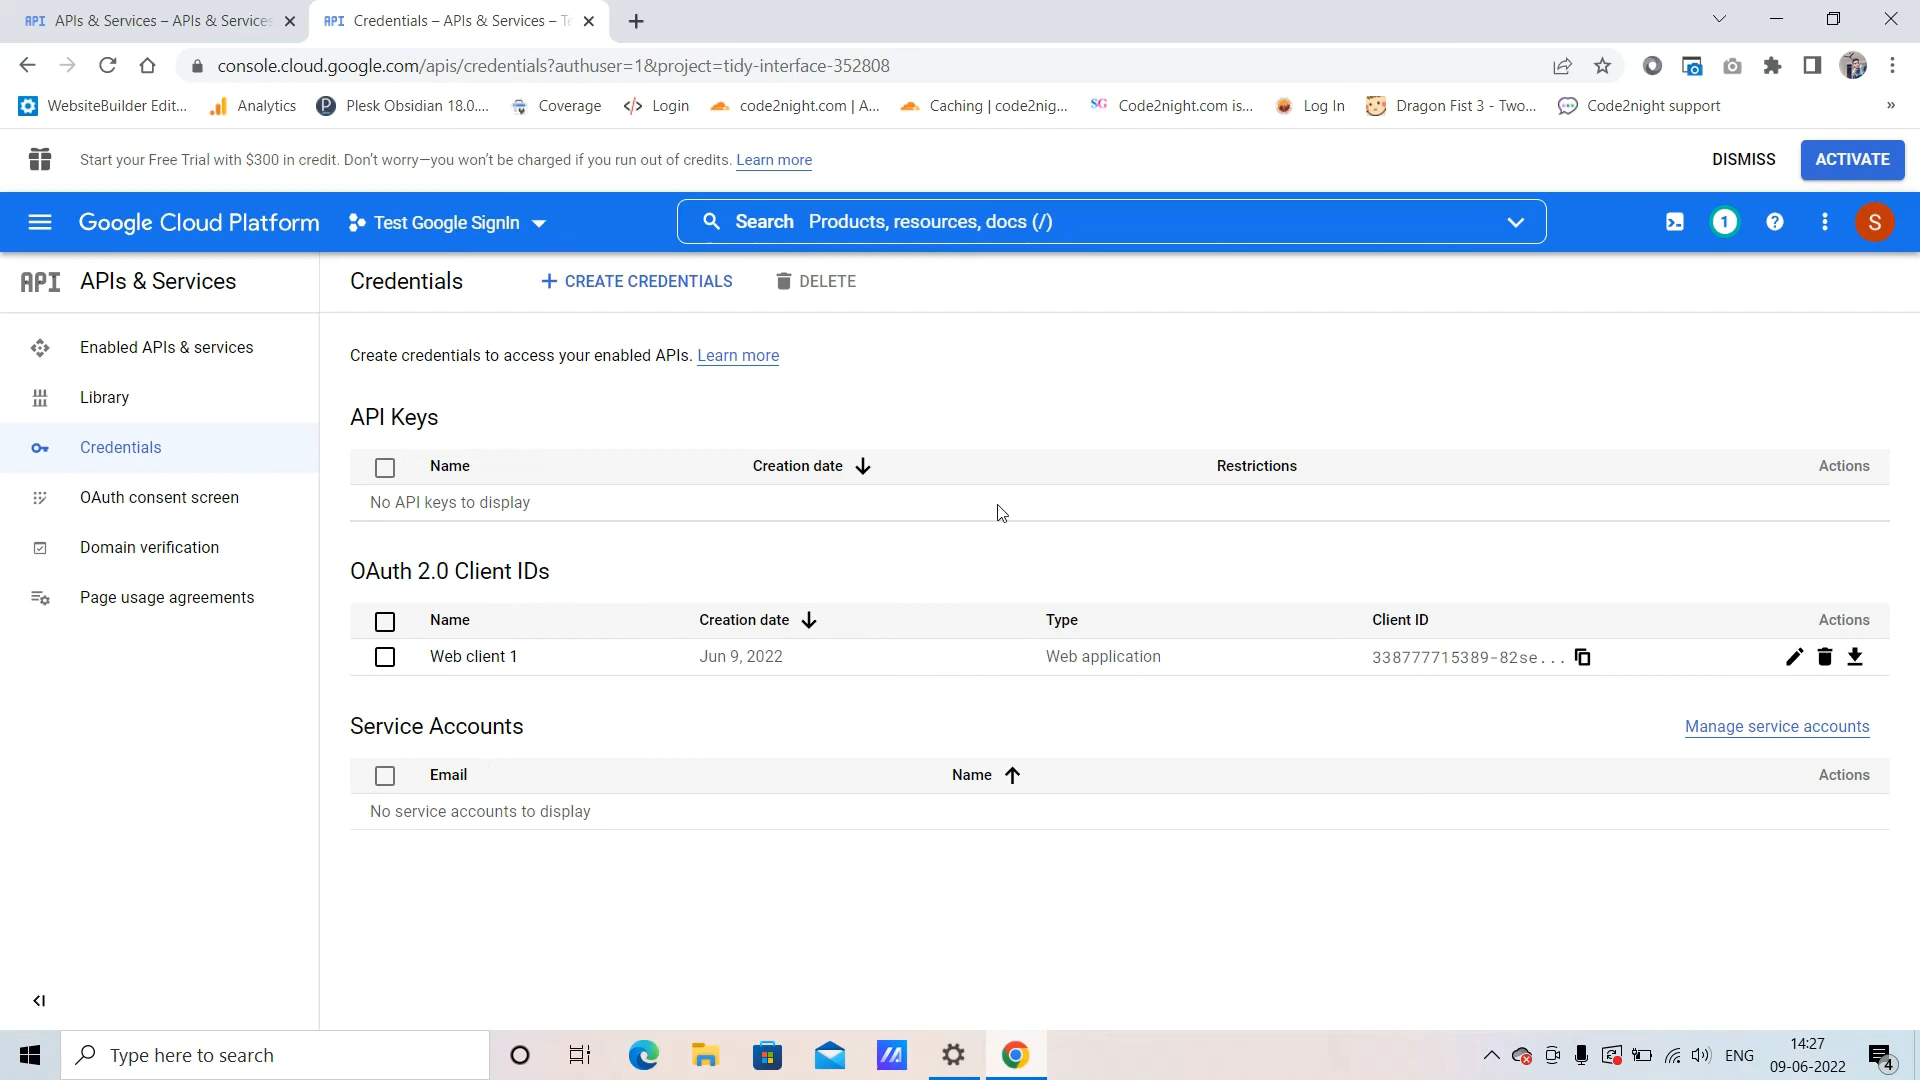 API APIs & Services – APIs & Services
API Credentials – APIs & Services – Te
console.cloud.google.com/apis/credentials?authuser=1&project=tidy-interface-352808
WebsiteBuilder Edit...
Analytics
Plesk Obsidian 18.0....
Coverage
Login
code2night.com | A...
Caching | code2nig...
SG Code2night.com is...
Log In
Dragon Fist 3 - Two...
Code2night support
»
Start your Free Trial with $300 in credit. Don't worry—you won't be charged if you run out of credits. Learn more
DISMISS
ACTIVATE
Google Cloud Platform
Test Google SignIn
Search Products, resources, docs (/)
1
?
S
API APIs & Services
Credentials
+ CREATE CREDENTIALS
DELETE
Enabled APIs & services
Library
Credentials
OAuth consent screen
Domain verification
Page usage agreements
Create credentials to access your enabled APIs. Learn more
API Keys
Name Creation date Restrictions Actions
No API keys to display
OAuth 2.0 Client IDs
Name Creation date Type Client ID Actions
Web client 1 Jun 9, 2022 Web application 338777715389-82se...
Service Accounts
Manage service accounts
Email Name Actions
No service accounts to display
Type here to search
ENG
14:27
09-06-2022
4